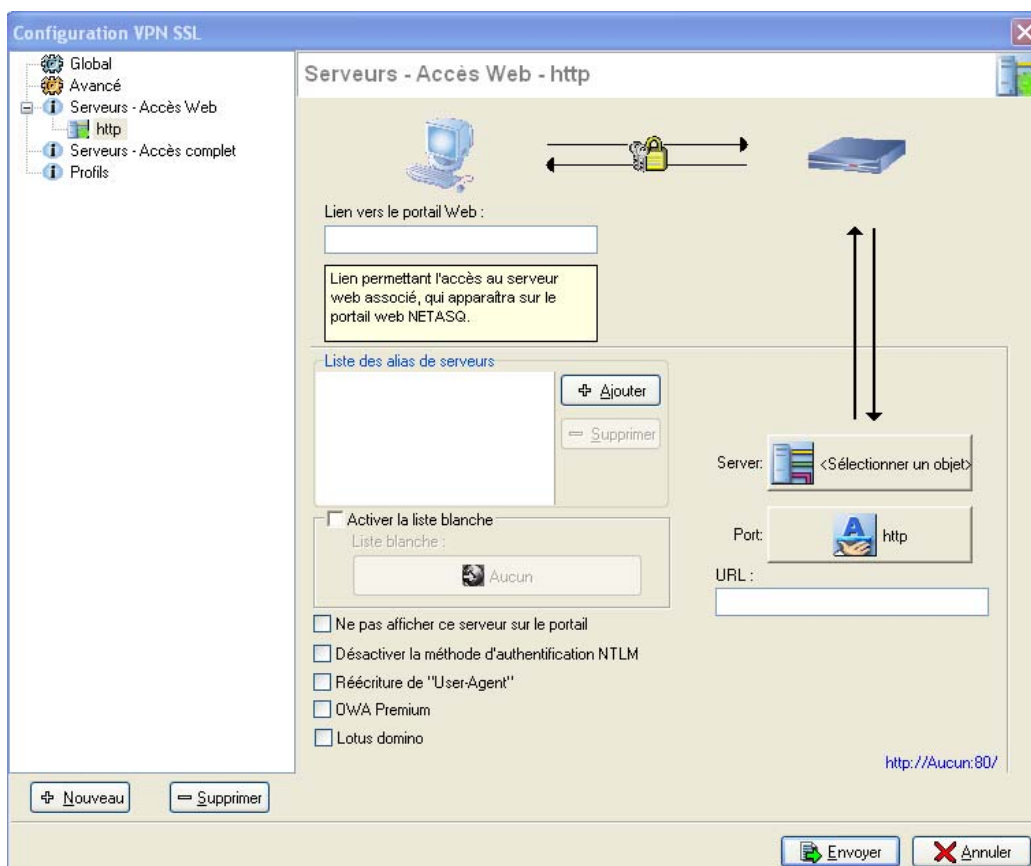 Configuration VPN SSL
Global
Avancé
Serveurs - Accès Web
http
Serveurs - Accès complet
Profils
Serveurs - Accès Web - http
Lien vers le portail Web :
Lien permettant l'accès au serveur
web associé, qui apparaîtra sur le
portail web NETASQ.
Liste des alias de serveurs
Ajouter
Supprimer
Server:
<Sélectionner un objet>
Activer la liste blanche
Liste blanche :
Aucun
Port:
http
URL :
Ne pas afficher ce serveur sur le portail
Désactiver la méthode d'authentification NTLM
Réécriture de "User-Agent"
OWA Premium
Lotus domino
http://Aucun:80/
Nouveau
Supprimer
Envoyer
Annuler